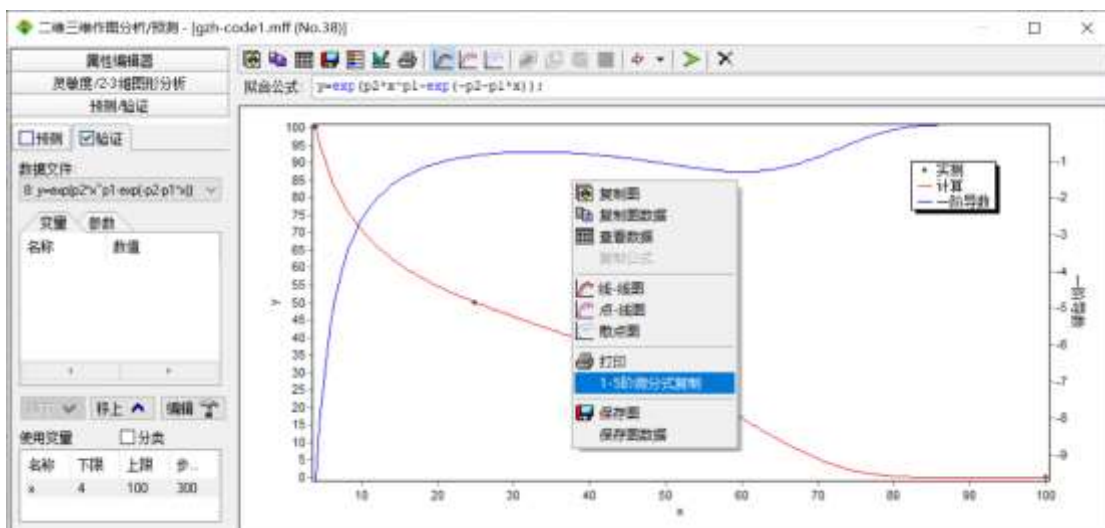 二维三维作图分析/预测 - [gzh-code1.mff (No.38)]
属性编辑器
灵敏度/2-3维图形分析
预测/验证
拟合公式: y=exp(p2*x^p1-exp(-p2-p1*x));
预测 验证
数据文件
8: y=exp(p2*x^p1-exp(-p2-p1*x))
变量 参数
名称 数值
移上 编辑
使用变量 分类
名称 下限 上限 步..
x 4 100 300
100
95
90
85
80
75
70
65
60
55
50
45
40
35
30
25
20
15
10
5
0
y
10 20 30 40 50 60 70 80 90 100
x
实测
计算
一阶导数
-1
-2
-3
-4
-5
-6
-7
-8
-9
一阶导数
复制图
复制图数据
查看数据
复制公式
线-线图
点-线图
散点图
打印
1-5阶微分式复制
保存图
保存图数据